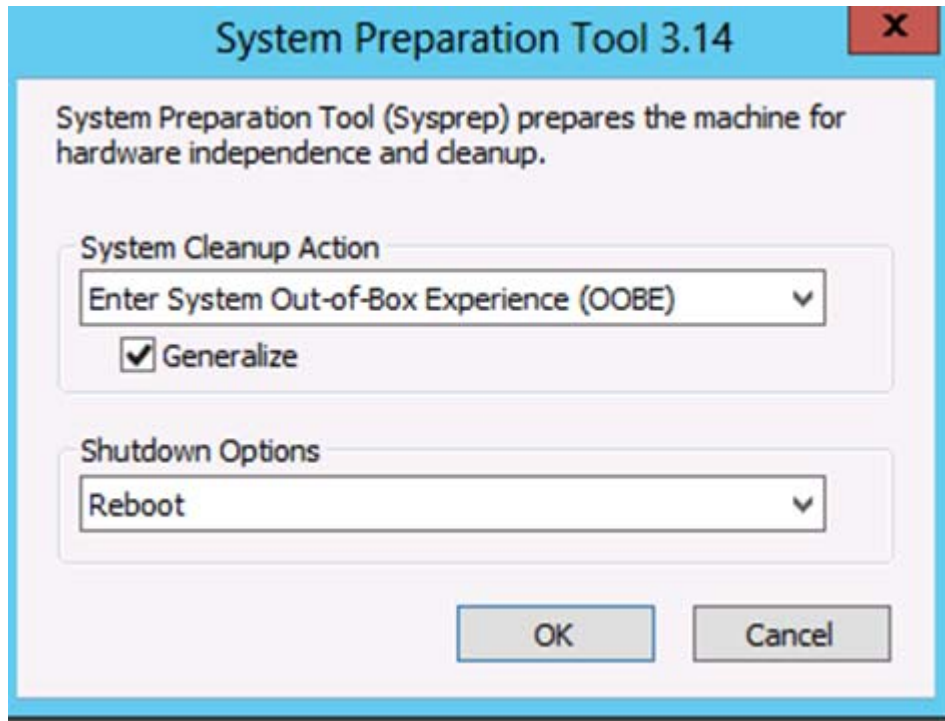 System Preparation Tool 3.14
x
System Preparation Tool (Sysprep) prepares the machine for
hardware independence and cleanup.
System Cleanup Action
Enter System Out-of-Box Experience (OOBE)
Generalize
Shutdown Options
Reboot
OK Cancel